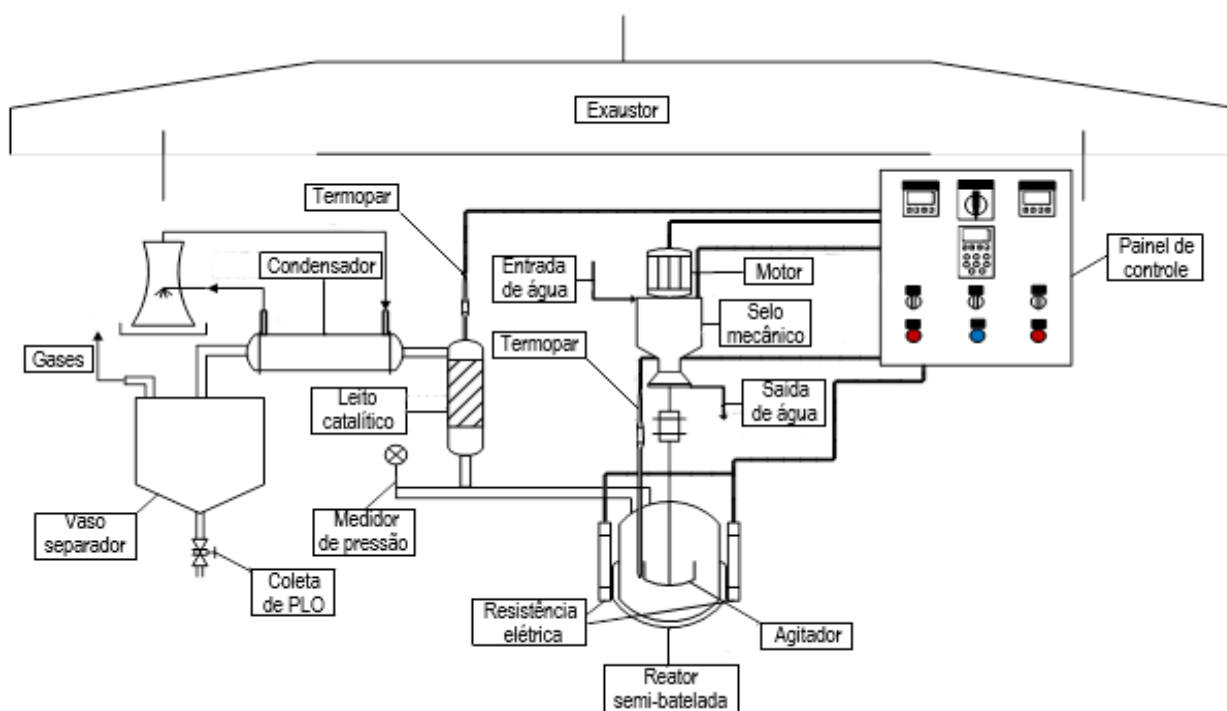 Exaustor
Termopar
Condensador
Entrada
de água
Motor
Painel de
controle
Selo
mecânico
Termopar
Gases
Leito
catalítico
Saída
de água
Medidor
de pressão
Vaso
separador
Coleta
de PLO
Resistência
elétrica
Agitador
Reator
semi-batelada